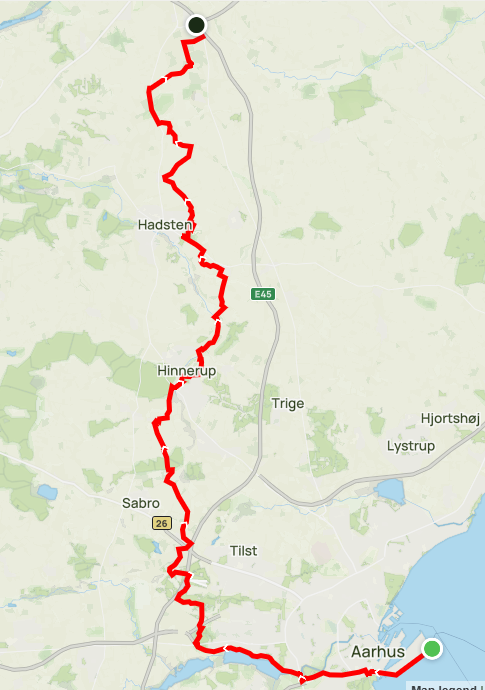 Hadsten
E45
Hinnerup
Trige
Hjortshøj
Lystrup
Sabro
26
Tilst
Aarhus
Map legend